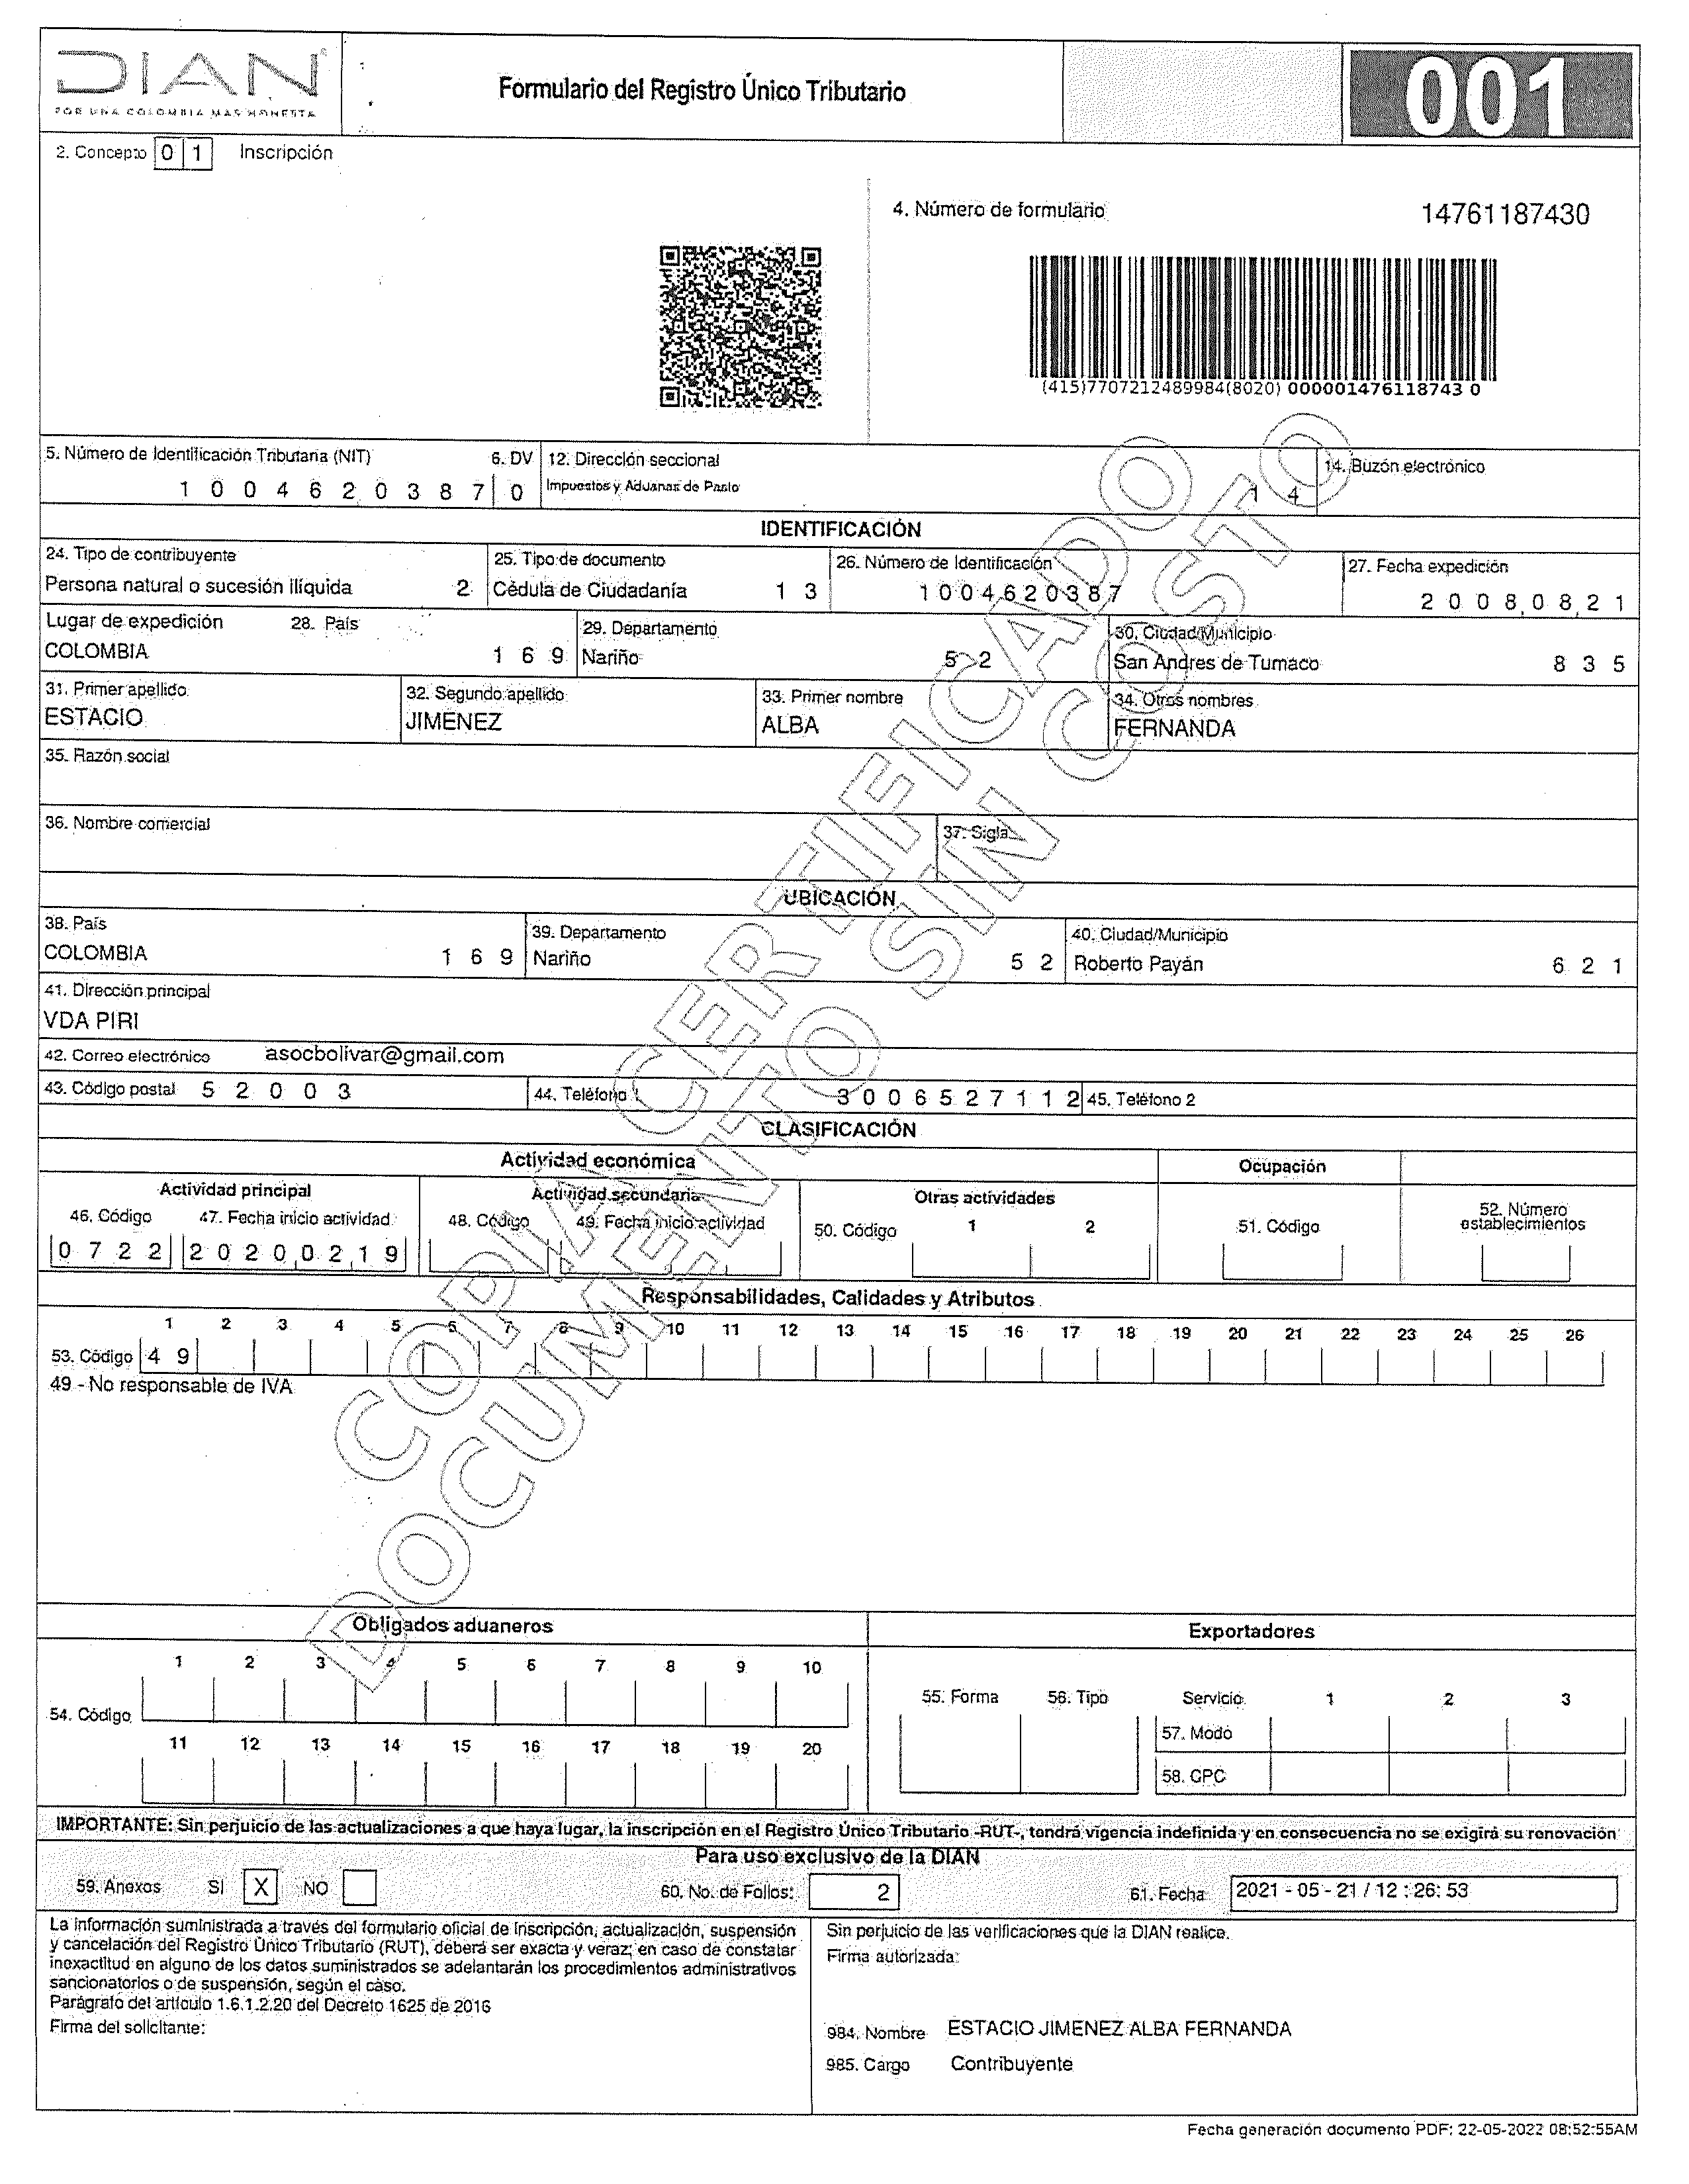 DIAN
POR UNA COLOMBIA MAS HONESTA
Formulario del Registro Único Tributario
001
2. Concepto 0 1 Inscripción
4. Número de formulario 14761187430
(415)7707212489984(8020) 000001476118743 0
5. Número de Identificación Tributaria (NIT) 6. DV 12. Dirección seccional 14. Buzón electrónico
1 0 0 4 6 2 0 3 8 7 0 Impuestos y Aduanas de Pasto 1 4
IDENTIFICACIÓN
24. Tipo de contribuyente 25. Tipo de documento 26. Número de Identificación 27. Fecha expedición
Persona natural o sucesión ilíquida 2 Cédula de Ciudadanía 1 3 1 0 0 4 6 2 0 3 8 7 2 0 0 8 0 8 2 1
Lugar de expedición 28. País 29. Departamento 30. Ciudad/Municipio
COLOMBIA 1 6 9 Nariño 5 2 San Andres de Tumaco 8 3 5
31. Primer apellido 32. Segundo apellido 33. Primer nombre 34. Otros nombres
ESTACIO JIMENEZ ALBA FERNANDA
35. Razón social
36. Nombre comercial 37. Sigla
UBICACIÓN
38. País 39. Departamento 40. Ciudad/Municipio
COLOMBIA 1 6 9 Nariño 5 2 Roberto Payán 6 2 1
41. Dirección principal
VDA PIRI
42. Correo electrónico asocbolivar@gmail.com
43. Código postal 5 2 0 0 3 44. Teléfono 1 3 0 0 6 5 2 7 1 1 2 45. Teléfono 2
CLASIFICACIÓN
Actividad económica Ocupación
Actividad principal Actividad secundaria Otras actividades 52. Número establecimientos
46. Código 47. Fecha inicio actividad 48. Código 49. Fecha inicio actividad 50. Código 1 2 51. Código
0 7 2 2 2 0 2 0 0 2 1 9
Responsabilidades, Calidades y Atributos
1 2 3 4 5 6 7 8 9 10 11 12 13 14 15 16 17 18 19 20 21 22 23 24 25 26
53. Código 4 9
49 - No responsable de IVA
COPIA CERTIFICADO
DOCUMENTO SIN COSTO
Obligados aduaneros Exportadores
1 2 3 4 5 6 7 8 9 10
54. Código
11 12 13 14 15 16 17 18 19 20
55. Forma 56. Tipo Servicio 1 2 3
57. Modo
58. CPC
IMPORTANTE: Sin perjuicio de las actualizaciones a que haya lugar, la inscripción en el Registro Único Tributario -RUT-, tendrá vigencia indefinida y en consecuencia no se exigirá su renovación
Para uso exclusivo de la DIAN
59. Anexos SI X NO 60. No. de Folios: 2 61. Fecha 2021 - 05 - 21 / 12 : 26: 53
La información suministrada a través del formulario oficial de inscripción, actualización, suspensión
y cancelación del Registro Único Tributario (RUT), deberá ser exacta y veraz; en caso de constatar
inexactitud en alguno de los datos suministrados se adelantarán los procedimientos administrativos
sancionatorios o de suspensión, según el caso.
Parágrafo del artículo 1.6.1.2.20 del Decreto 1625 de 2016
Firma del solicitante:
Sin perjuicio de las verificaciones que la DIAN realice.
Firma autorizada:
984. Nombre ESTACIO JIMENEZ ALBA FERNANDA
985. Cargo Contribuyente
Fecha generación documento PDF: 22-05-2022 08:52:55AM